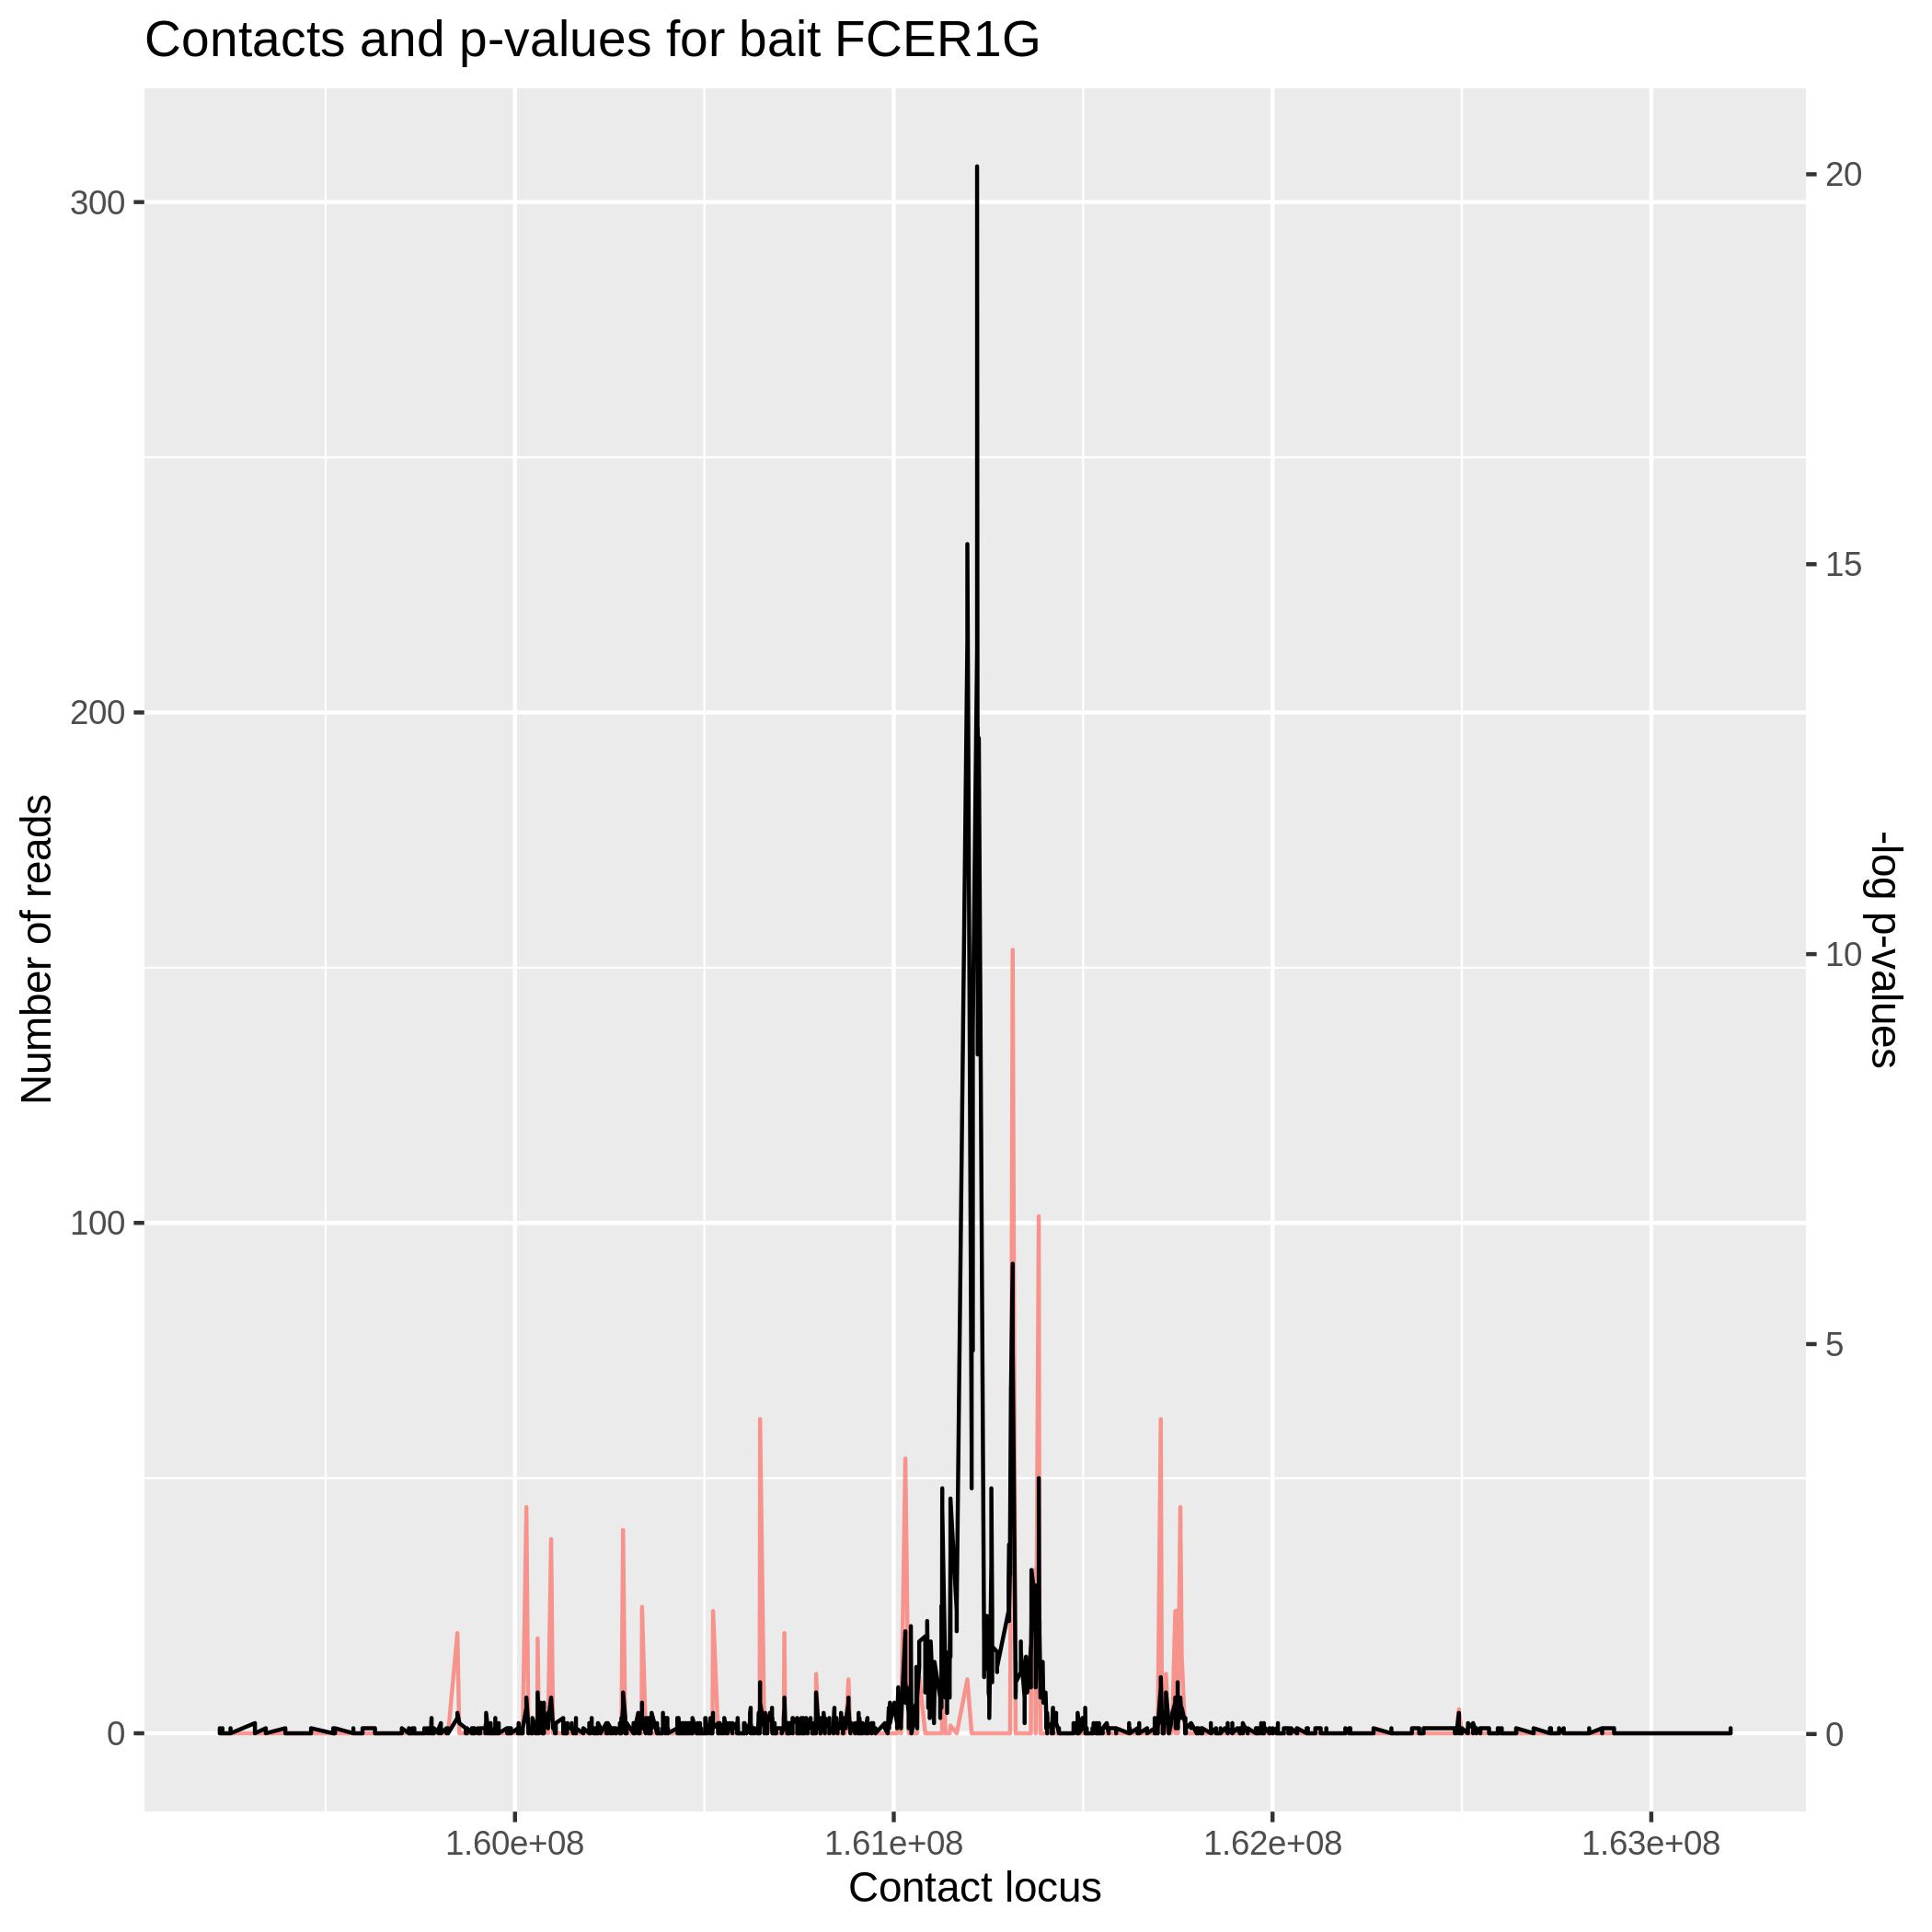 Contacts and p-values for bait FCER1G
300
200
100
0
20
15
10
5
0
Number of reads
-log p-values
1.60e+08
1.61e+08
1.62e+08
1.63e+08
Contact locus